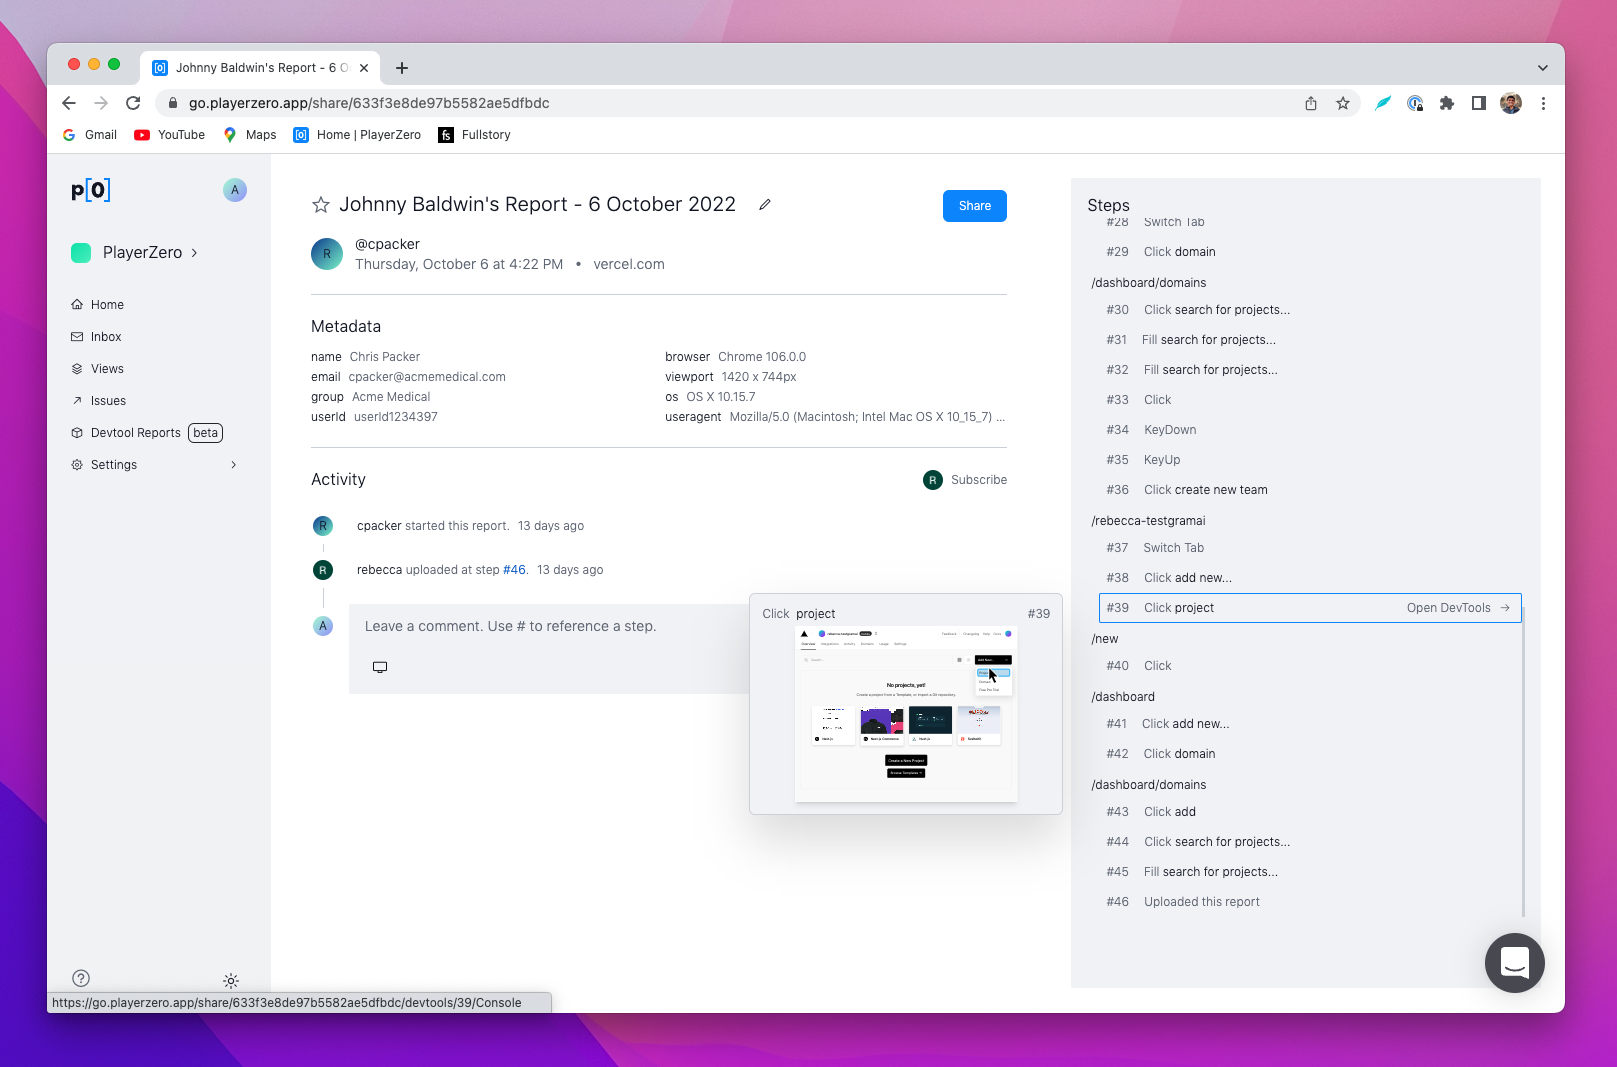 Johnny Baldwin's Report - 6 O
go.playerzero.app/share/633f3e8de97b5582ae5dfbdc
Gmail
YouTube
Maps
Home | PlayerZero
fs
Fullstory
p[0]
A
PlayerZero
Home
Inbox
Views
Issues
Devtool Reports beta
Settings
Johnny Baldwin's Report - 6 October 2022
Share
R
@cpacker
Thursday, October 6 at 4:22 PM • vercel.com
Metadata
name Chris Packer
email cpacker@acmemedical.com
group Acme Medical
userId userId1234397
browser Chrome 106.0.0
viewport 1420 x 744px
os OS X 10.15.7
useragent Mozilla/5.0 (Macintosh; Intel Mac OS X 10_15_7) ...
Activity
R Subscribe
R cpacker started this report. 13 days ago
R rebecca uploaded at step #46. 13 days ago
A Leave a comment. Use # to reference a step.
Click project #39
No projects, yet!
Create a New Project
Browse Templates
Steps
#28 Switch Tab
#29 Click domain
/dashboard/domains
#30 Click search for projects...
#31 Fill search for projects...
#32 Fill search for projects...
#33 Click
#34 KeyDown
#35 KeyUp
#36 Click create new team
/rebecca-testgramai
#37 Switch Tab
#38 Click add new...
#39 Click project Open DevTools
/new
#40 Click
/dashboard
#41 Click add new...
#42 Click domain
/dashboard/domains
#43 Click add
#44 Click search for projects...
#45 Fill search for projects...
#46 Uploaded this report
https://go.playerzero.app/share/633f3e8de97b5582ae5dfbdc/devtools/39/Console